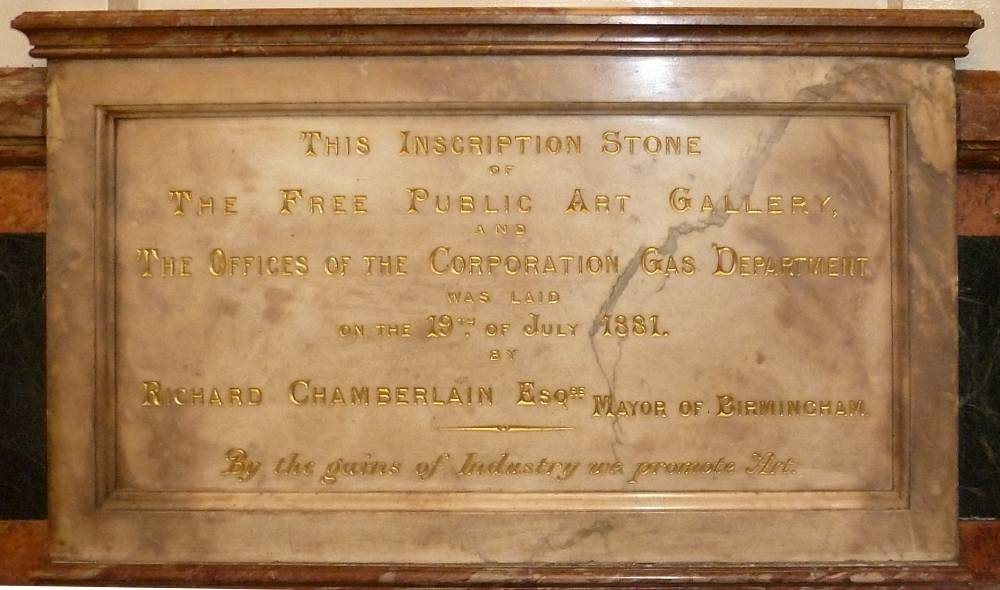 This Inscription Stone
of
The Free Public Art Gallery,
and
The Offices of the Corporation Gas Department
was laid
on the 19th. of July 1881.
by
Richard Chamberlain Esqre Mayor of Birmingham.
By the gains of Industry we promote Art.